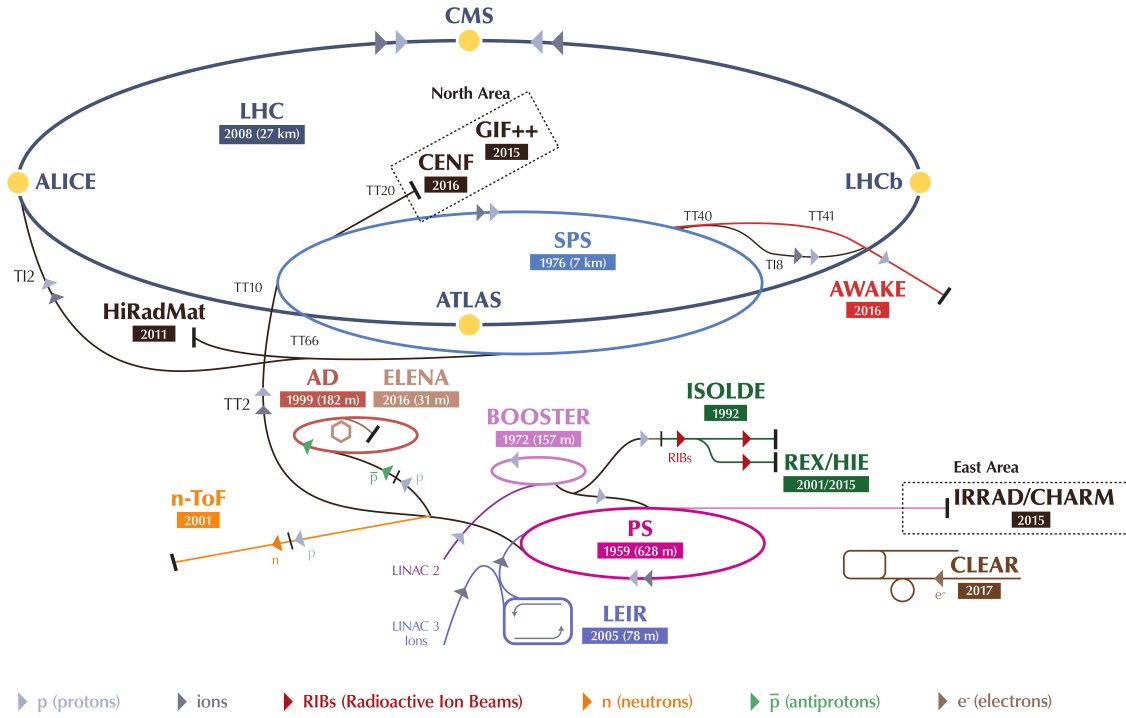 CMS
North Area
LHC
2008 (27 km)
GIF++
2015
CENF
2016
TT20
ALICE
LHCb
TT40
TT41
SPS
1976 (7 km)
TI8
TI2
TT10
AWAKE
2016
ATLAS
HiRadMat
2011
TT66
AD
1999 (182 m)
ELENA
2016 (31 m)
TT2
ISOLDE
1992
BOOSTER
1972 (157 m)
RIBs
REX/HIE
2001/2015
p̅
p
East Area
n-ToF
2001
IRRAD/CHARM
2015
PS
1959 (628 m)
n
p
LINAC 2
CLEAR
2017
e-
LINAC 3
Ions
LEIR
2005 (78 m)
p (protons)
ions
RIBs (Radioactive Ion Beams)
n (neutrons)
p̅ (antiprotons)
e- (electrons)